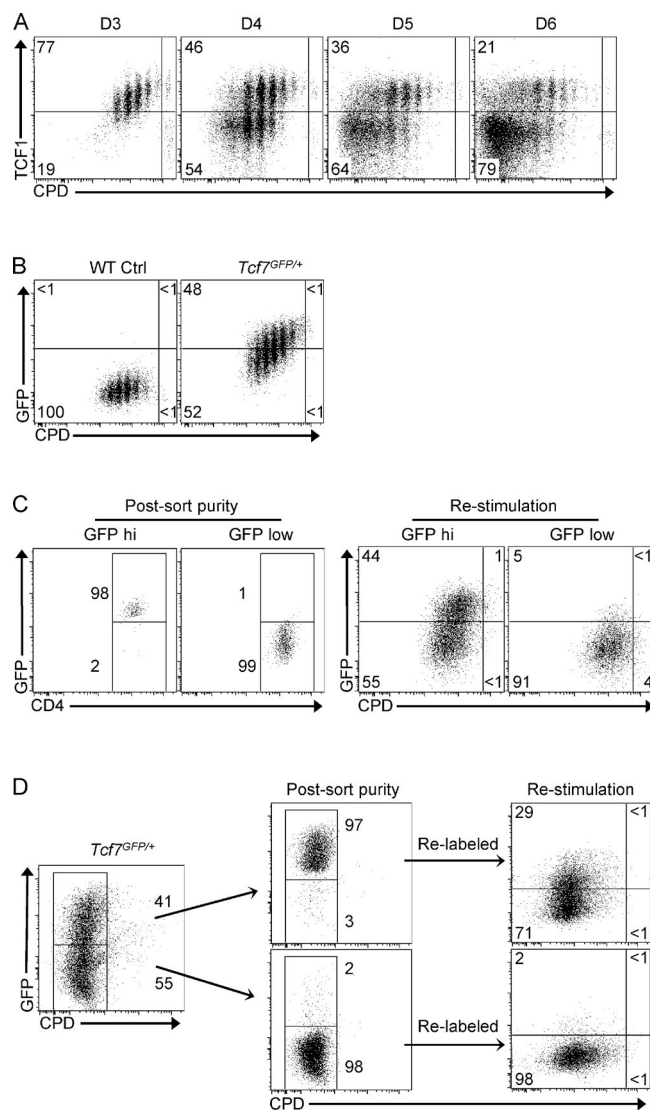 A
D3 D4 D5 D6
77 46 36 21
TCF1
19 54 64 79
CPD
B
WT Ctrl Tcf7GFP/+
<1 <1 48 <1
GFP
100 <1 52 <1
CPD
C
Post-sort purity Re-stimulation
GFP hi GFP low GFP hi GFP low
98 1 44 1 5 <1
GFP GFP
2 99 55 <1 91 4
CD4 CPD
D
Post-sort purity Re-stimulation
Tcf7GFP/+
97 29 <1
Re-labeled
41
3 71 <1
GFP
55
2 2 <1
Re-labeled
98 98 <1
CPD
CPD